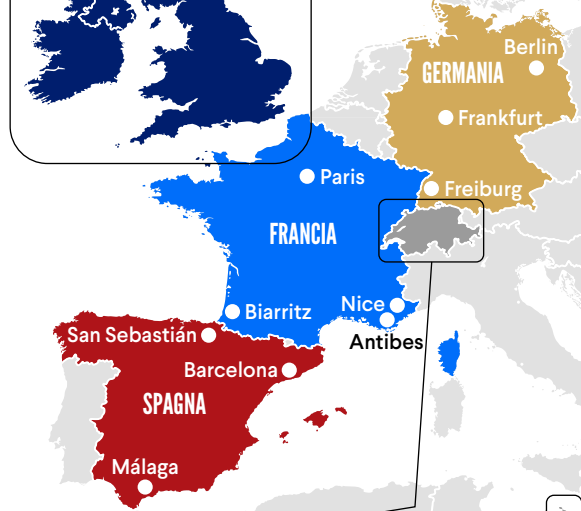 Berlin
GERMANIA
Frankfurt
Paris
Freiburg
FRANCIA
Biarritz
Nice
San Sebastián
Antibes
Barcelona
SPAGNA
Málaga